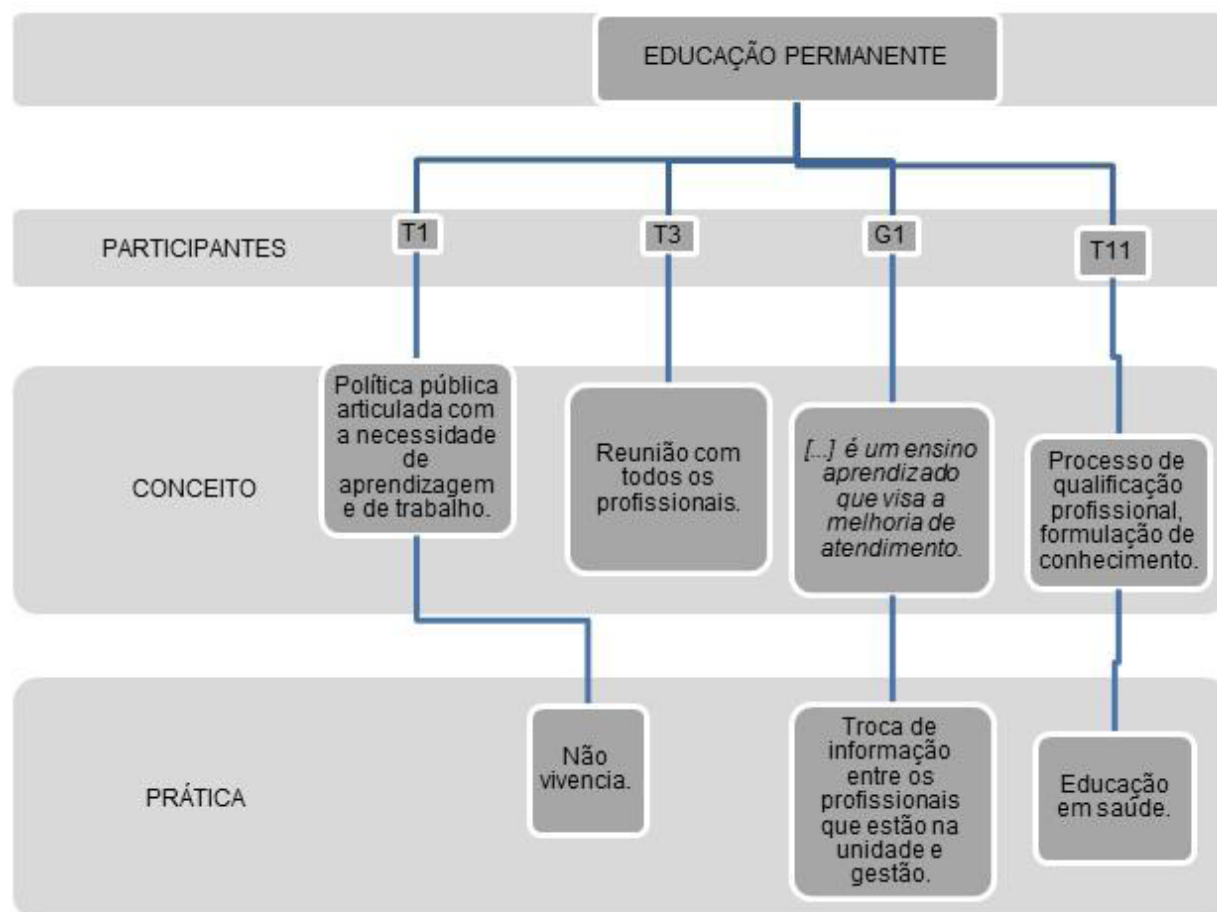 EDUCAÇÃO PERMANENTE
PARTICIPANTES
T1
T3
G1
T11
CONCEITO
Política pública
articulada com
a necessidade
de
aprendizagem
e de trabalho.
Reunião com
todos os
profissionais.
[...] é um ensino
aprendizado
que visa a
melhoria de
atendimento.
Processo de
qualificação
profissional,
formulação de
conhecimento.
PRÁTICA
Não
vivencia.
Troca de
informação
entre os
profissionais
que estão na
unidade e
gestão.
Educação
em saúde.